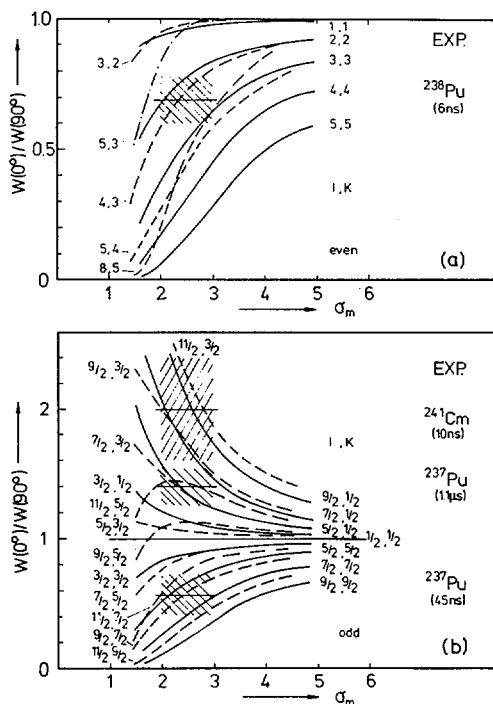 (a)
EXP.
238Pu
(6ns)
I,K
even
W(0°)/W(90°)
1.0
0.5
0
3,2
5,3
4,3
5,4
8,5
1,1
2,2
3,3
4,4
5,5
1
2
3
4
5
6
σm
(b)
EXP.
241Cm
(10ns)
237Pu
(1.1μs)
237Pu
(45ns)
I,K
odd
W(0°)/W(90°)
2
1
0
11/2,3/2
9/2,3/2
7/2,3/2
3/2,1/2
11/2,5/2
5/2,3/2
9/2,5/2
3/2,3/2
7/2,5/2
11/2,7/2
9/2,7/2
11/2,9/2
9/2,1/2
7/2,1/2
5/2,1/2
1/2,1/2
5/2,5/2
7/2,7/2
9/2,9/2
1
2
3
4
5
6
σm